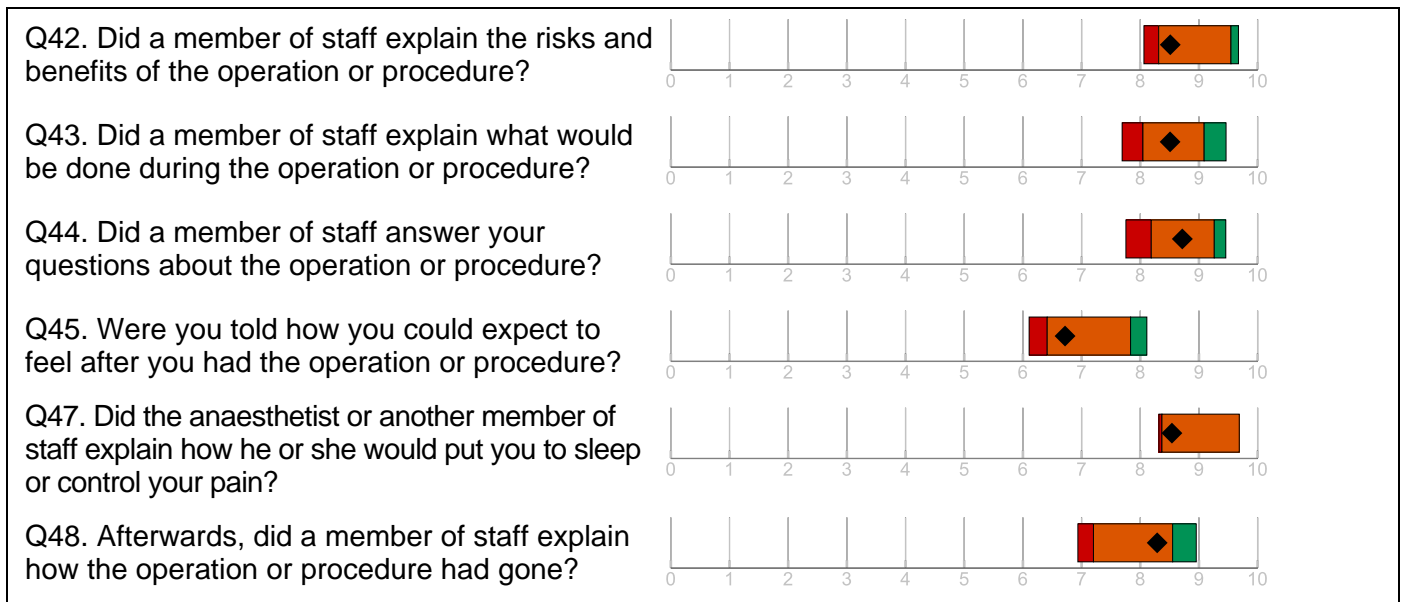 Q42. Did a member of staff explain the risks and
benefits of the operation or procedure?
0 1 2 3 4 5 6 7 8 9 10
Q43. Did a member of staff explain what would
be done during the operation or procedure?
0 1 2 3 4 5 6 7 8 9 10
Q44. Did a member of staff answer your
questions about the operation or procedure?
0 1 2 3 4 5 6 7 8 9 10
Q45. Were you told how you could expect to
feel after you had the operation or procedure?
0 1 2 3 4 5 6 7 8 9 10
Q47. Did the anaesthetist or another member of
staff explain how he or she would put you to sleep
or control your pain?
0 1 2 3 4 5 6 7 8 9 10
Q48. Afterwards, did a member of staff explain
how the operation or procedure had gone?
0 1 2 3 4 5 6 7 8 9 10